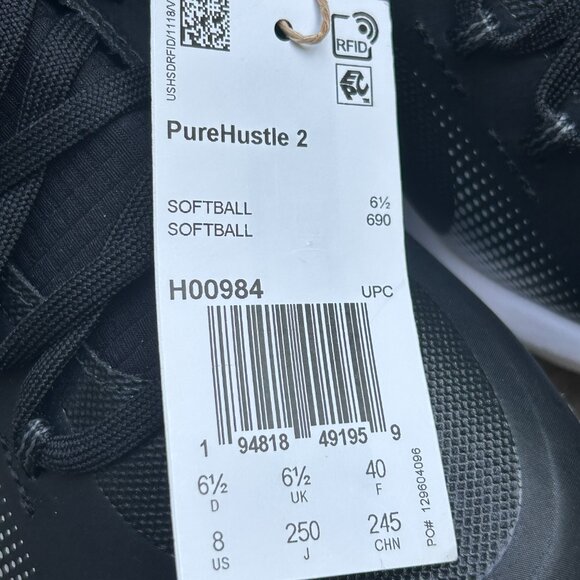 USHSDRFID/1118/V
RFID
EPC™
PureHustle 2
SOFTBALL 6½
SOFTBALL 690
H00984 UPC
1 94818 49195 9
6½ 6½ 40
D UK F
8 250 245
US J CHN
PO# 129604096